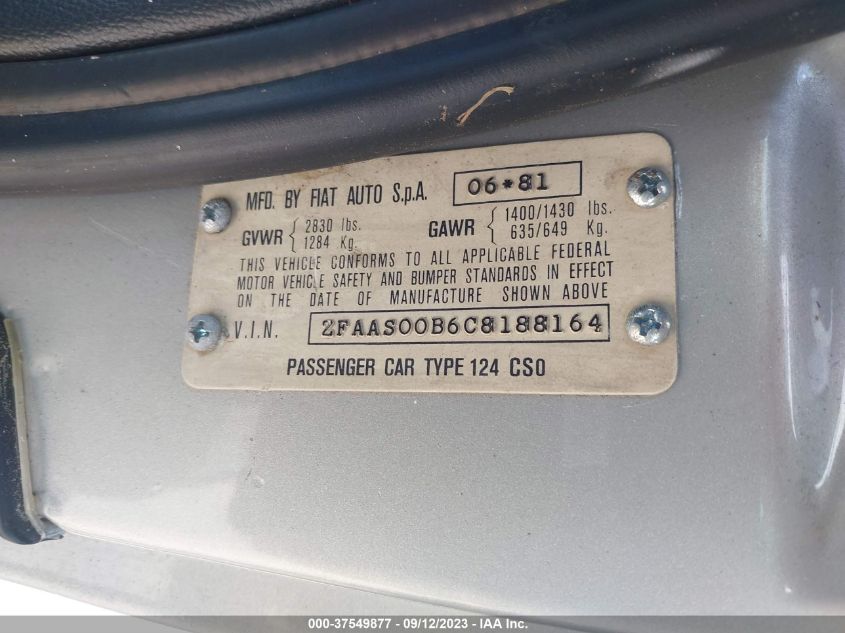 MFD. BY FIAT AUTO S.p.A. 06*81
GVWR { 2830 lbs. 1284 Kg. GAWR { 1400/1430 lbs. 635/649 Kg.
THIS VEHICLE CONFORMS TO ALL APPLICABLE FEDERAL
MOTOR VEHICLE SAFETY AND BUMPER STANDARDS IN EFFECT
ON THE DATE OF MANUFACTURE SHOWN ABOVE
V.I.N. ZFAAS00B6C8188164
PASSENGER CAR TYPE 124 CS0
000-37549877 - 09/12/2023 - 124 CS0